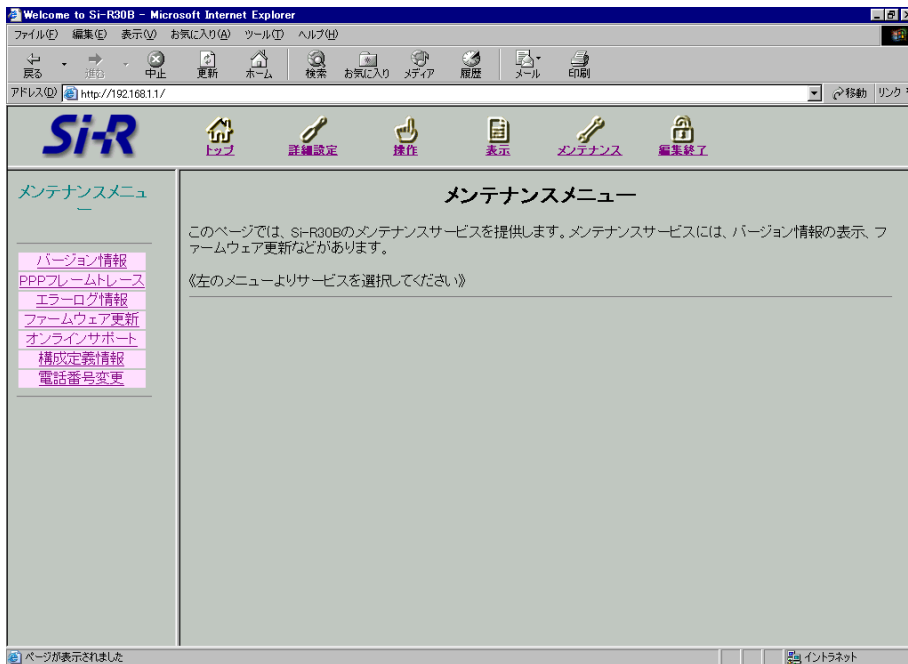 Welcome to Si-R30B - Microsoft Internet Explorer
ファイル(F) 編集(E) 表示(V) お気に入り(A) ツール(T) ヘルプ(H)
戻る 進む 中止 更新 ホーム 検索 お気に入り メディア 履歴 メール 印刷
アドレス(D) http://192.168.1.1/ 移動 リンク
Si-R
トップ 詳細設定 操作 表示 メンテナンス 編集終了
メンテナンスメニュ
ー
バージョン情報
PPPフレームトレース
エラーログ情報
ファームウェア更新
オンラインサポート
構成定義情報
電話番号変更
メンテナンスメニュー
このページでは、Si-R30Bのメンテナンスサービスを提供します。メンテナンスサービスには、バージョン情報の表示、フ
ァームウェア更新などがあります。
《左のメニューよりサービスを選択してください》
ページが表示されました イントラネット